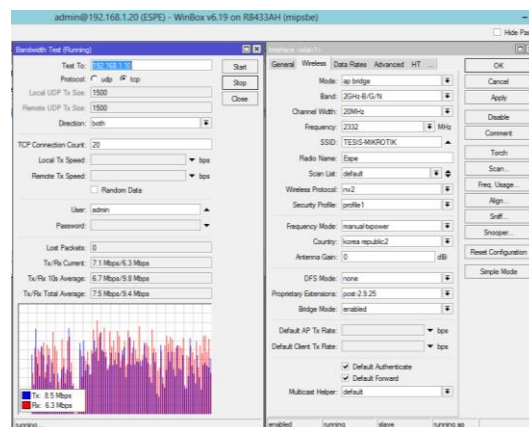 admin@192.168.1.20 (ESPE) - WinBox v6.19 on RB433AH (mipsbe)
Hide Pas
Bandwidth Test (Running)
Test To: 192.168.1.10
Protocol: udp tcp
Local UDP Tx Size: 1500
Remote UDP Tx Size: 1500
Direction: both
TCP Connection Count: 20
Local Tx Speed: bps
Remote Tx Speed: bps
Random Data
User: admin
Password:
Lost Packets: 0
Tx/Rx Current: 7.1 Mbps/6.3 Mbps
Tx/Rx 10s Average: 6.7 Mbps/9.8 Mbps
Tx/Rx Total Average: 7.5 Mbps/9.4 Mbps
Tx: 8.5 Mbps
Rx: 6.3 Mbps
running...
Start
Stop
Close
Interface <wlan1>
General Wireless Data Rates Advanced HT ...
Mode: ap bridge
Band: 2GHz-B/G/N
Channel Width: 20MHz
Frequency: 2332 MHz
SSID: TESIS-MIKROTIK
Radio Name: Espe
Scan List: default
Wireless Protocol: nv2
Security Profile: profile1
Frequency Mode: manual-txpower
Country: korea republic2
Antenna Gain: 0 dBi
DFS Mode: none
Proprietary Extensions: post-2.9.25
Bridge Mode: enabled
Default AP Tx Rate: bps
Default Client Tx Rate: bps
Default Authenticate
Default Forward
Multicast Helper: default
enabled running slave running ap
OK
Cancel
Apply
Disable
Comment
Torch
Scan...
Freq. Usage...
Align...
Sniff...
Snooper...
Reset Configuration
Simple Mode